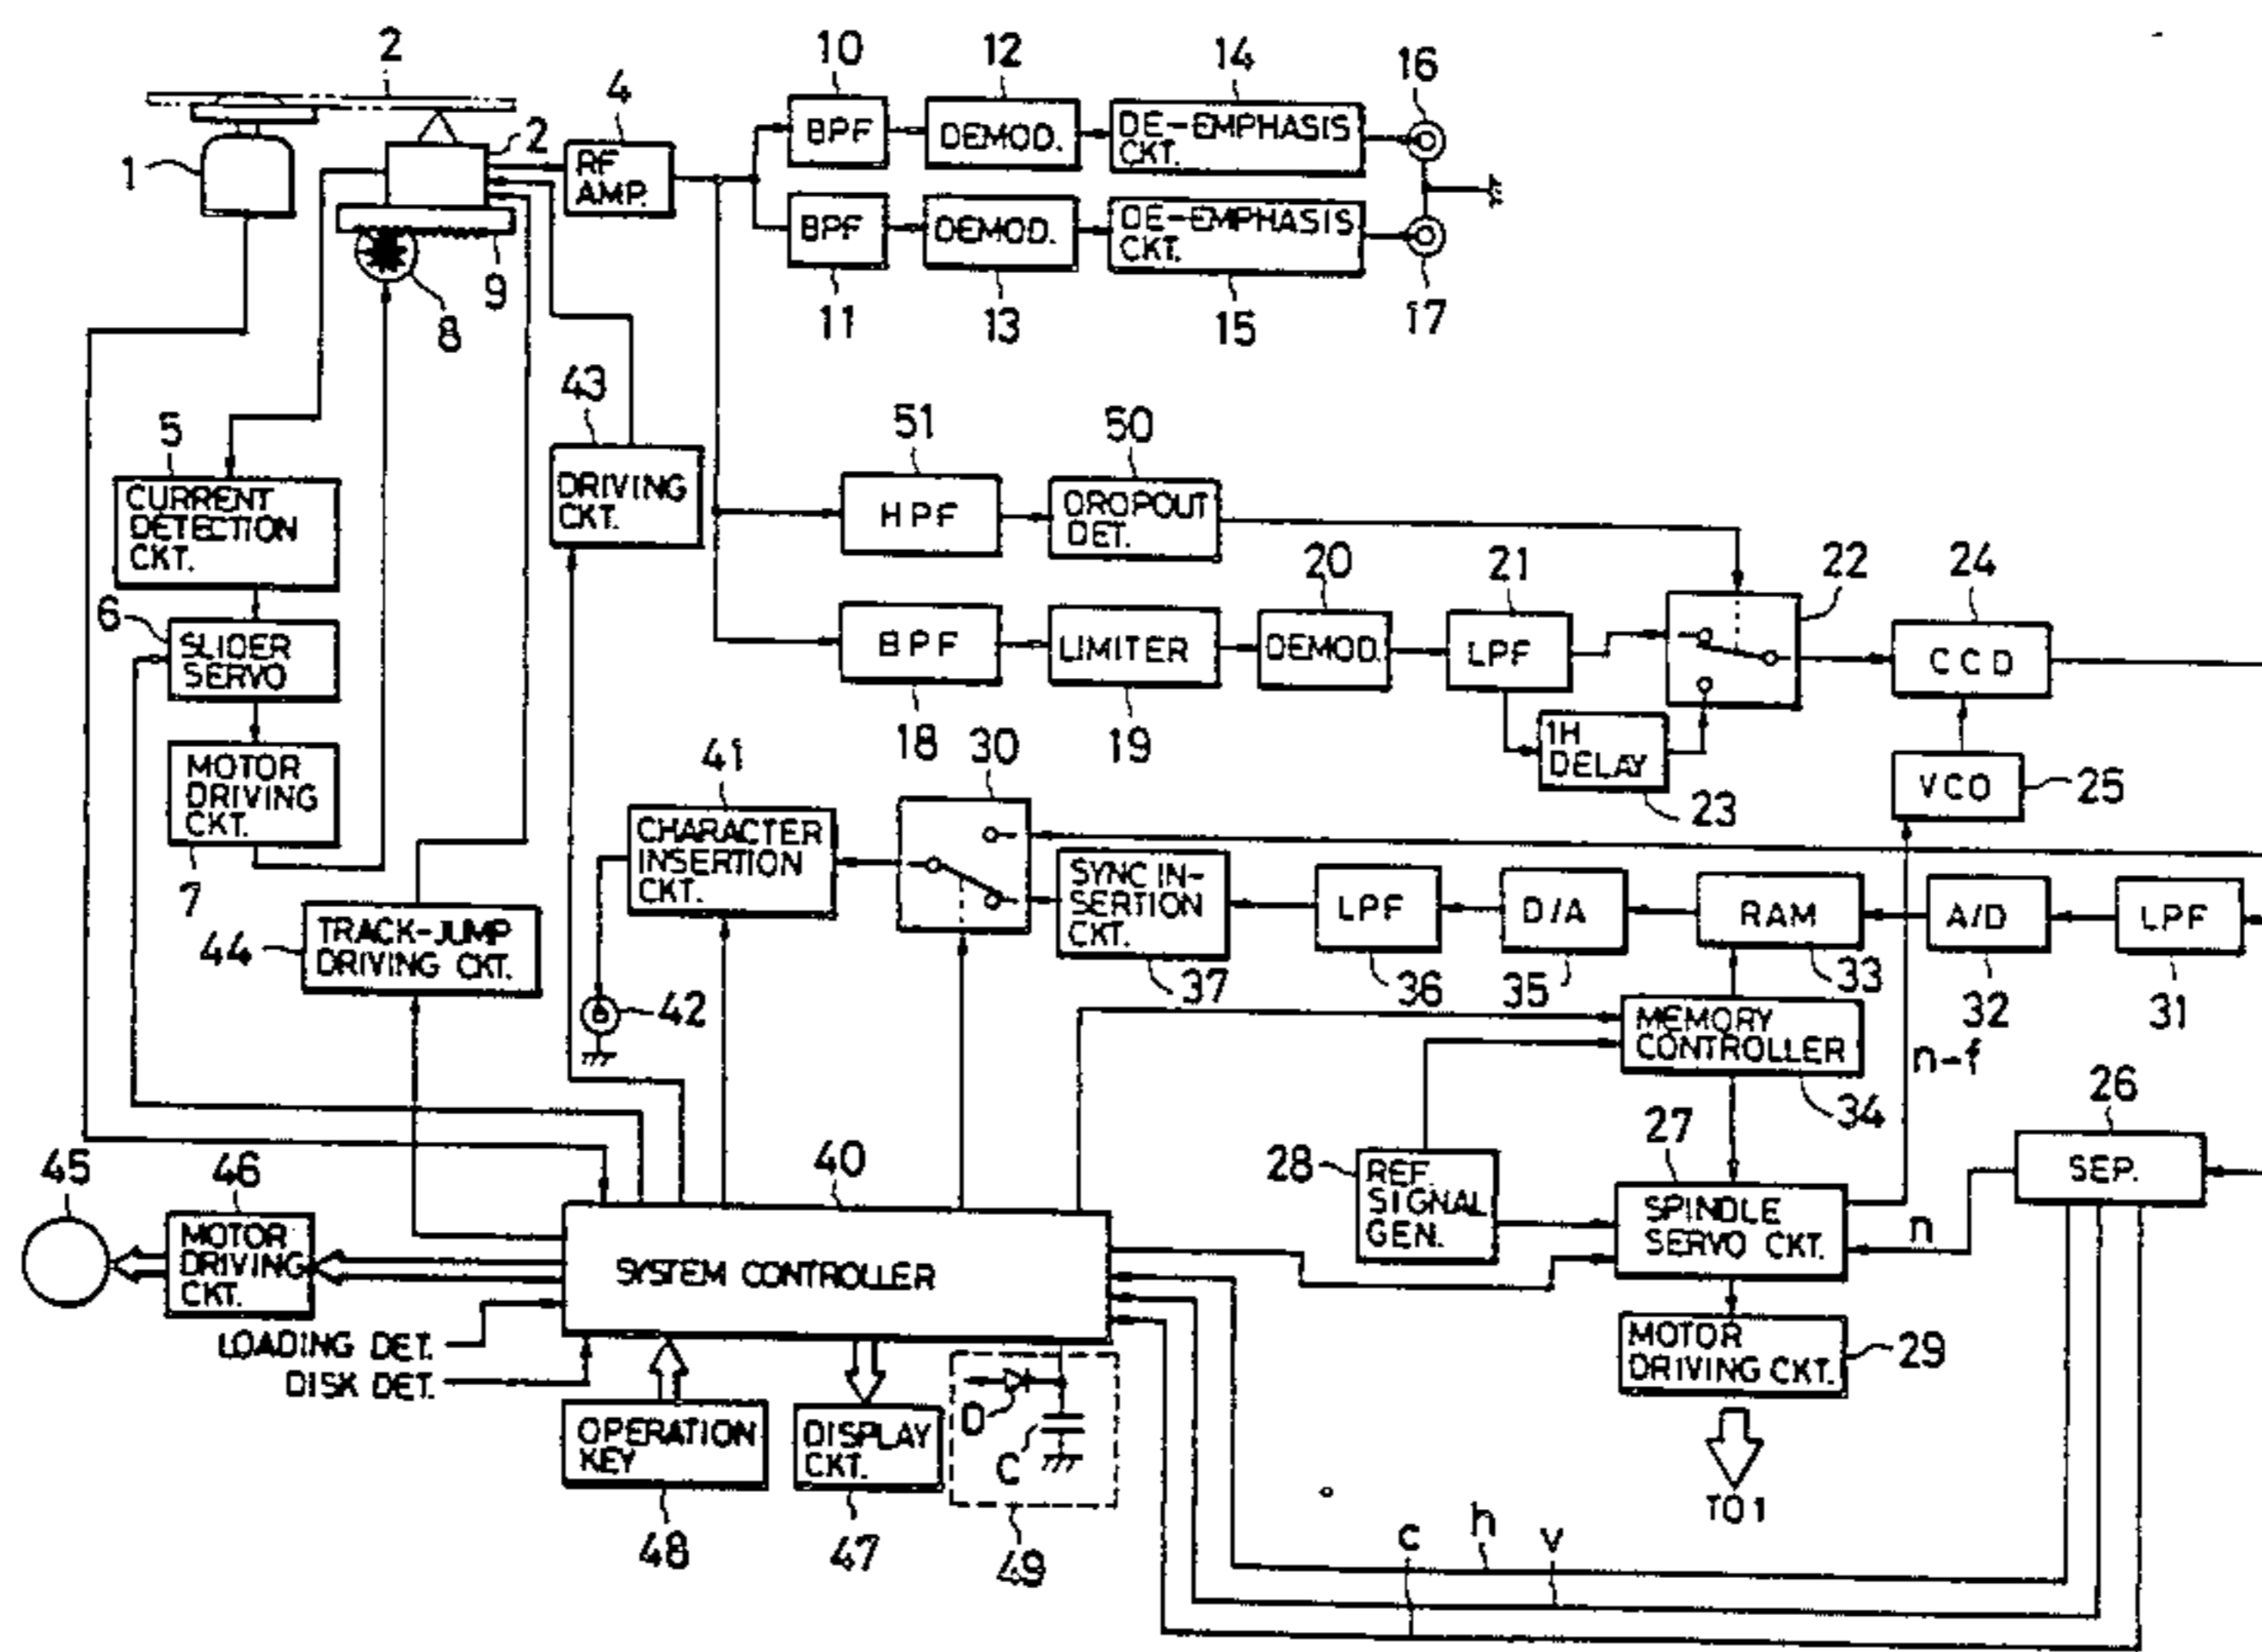 2
10
12
14
16
4
2
1
RF
AMP.
BPF
DEMOD.
DE-EMPHASIS
CKT.
BPF
DEMOD.
DE-EMPHASIS
CKT.
9
8
11
13
15
17
43
5
51
50
CURRENT
DETECTION
CKT.
DRIVING
CKT.
HPF
DROPOUT
DET.
20
21
22
24
6
SLIDER
SERVO
BPF
LIMITER
DEMOD.
LPF
CCD
18
19
1H
DELAY
23
VCO
25
MOTOR
DRIVING
CKT.
7
41
30
CHARACTER
INSERTION
CKT.
SYNC IN-
SERTION
CKT.
LPF
D/A
RAM
A/D
LPF
37
36
35
33
32
31
TRACK-JUMP
DRIVING CKT.
44
42
MEMORY
CONTROLLER
34
n-f
26
27
28
REF.
SIGNAL
GEN.
SPINDLE
SERVO CKT.
n
SEP.
45
46
40
MOTOR
DRIVING
CKT.
SYSTEM CONTROLLER
LOADING DET.
DISK DET.
MOTOR
DRIVING CKT.
29
TO 1
OPERATION
KEY
DISPLAY
CKT.
D
C
48
47
49
c
h
v